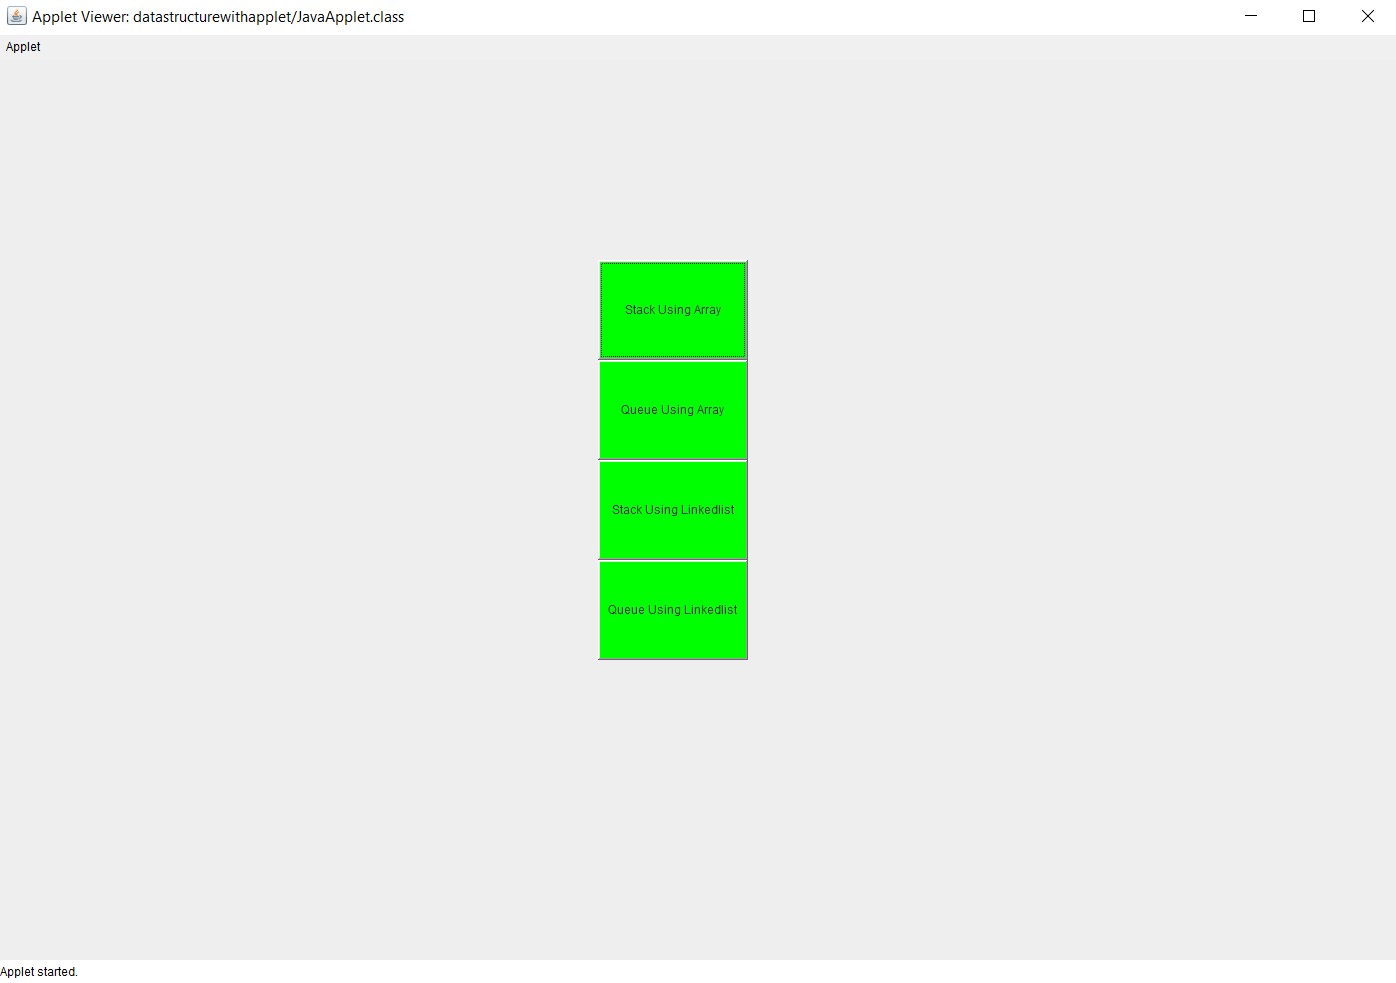 Applet Viewer: datastructurewithapplet/JavaApplet.class
Applet
Stack Using Array
Queue Using Array
Stack Using Linkedlist
Queue Using Linkedlist
Applet started.